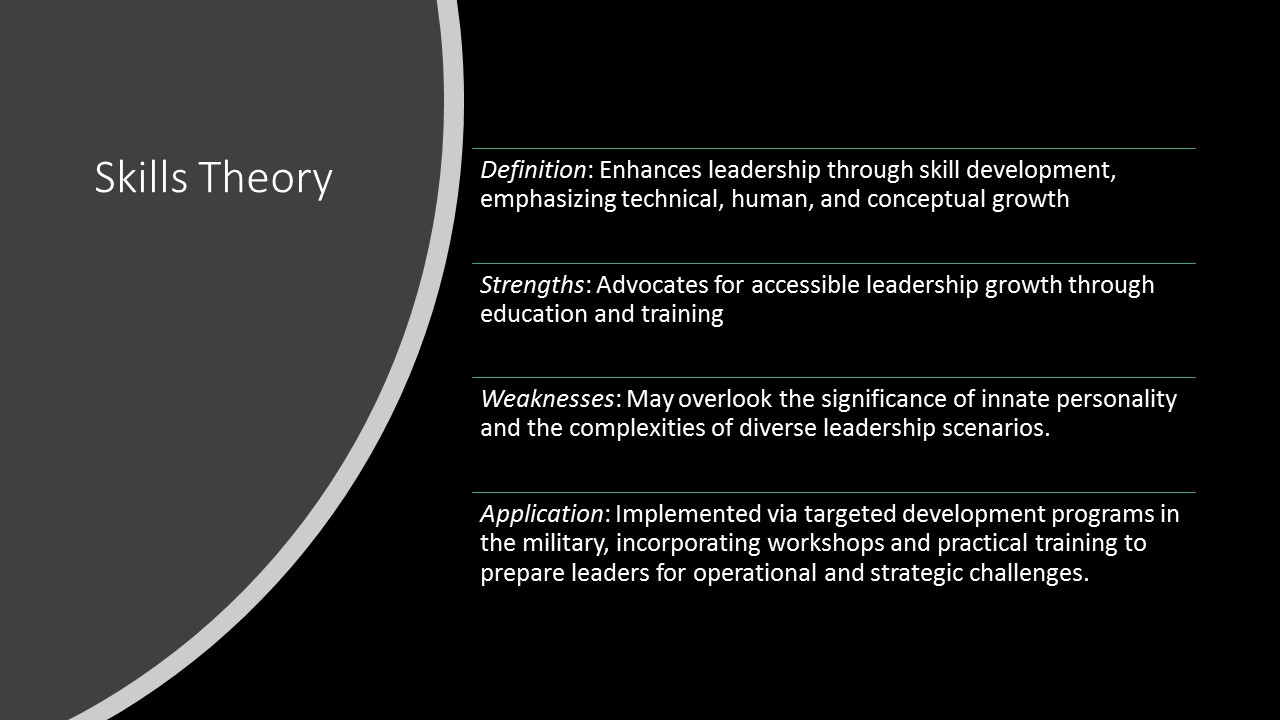 Skills Theory
Definition: Enhances leadership through skill development,
emphasizing technical, human, and conceptual growth
Strengths: Advocates for accessible leadership growth through
education and training
Weaknesses: May overlook the significance of innate personality
and the complexities of diverse leadership scenarios.
Application: Implemented via targeted development programs in
the military, incorporating workshops and practical training to
prepare leaders for operational and strategic challenges.